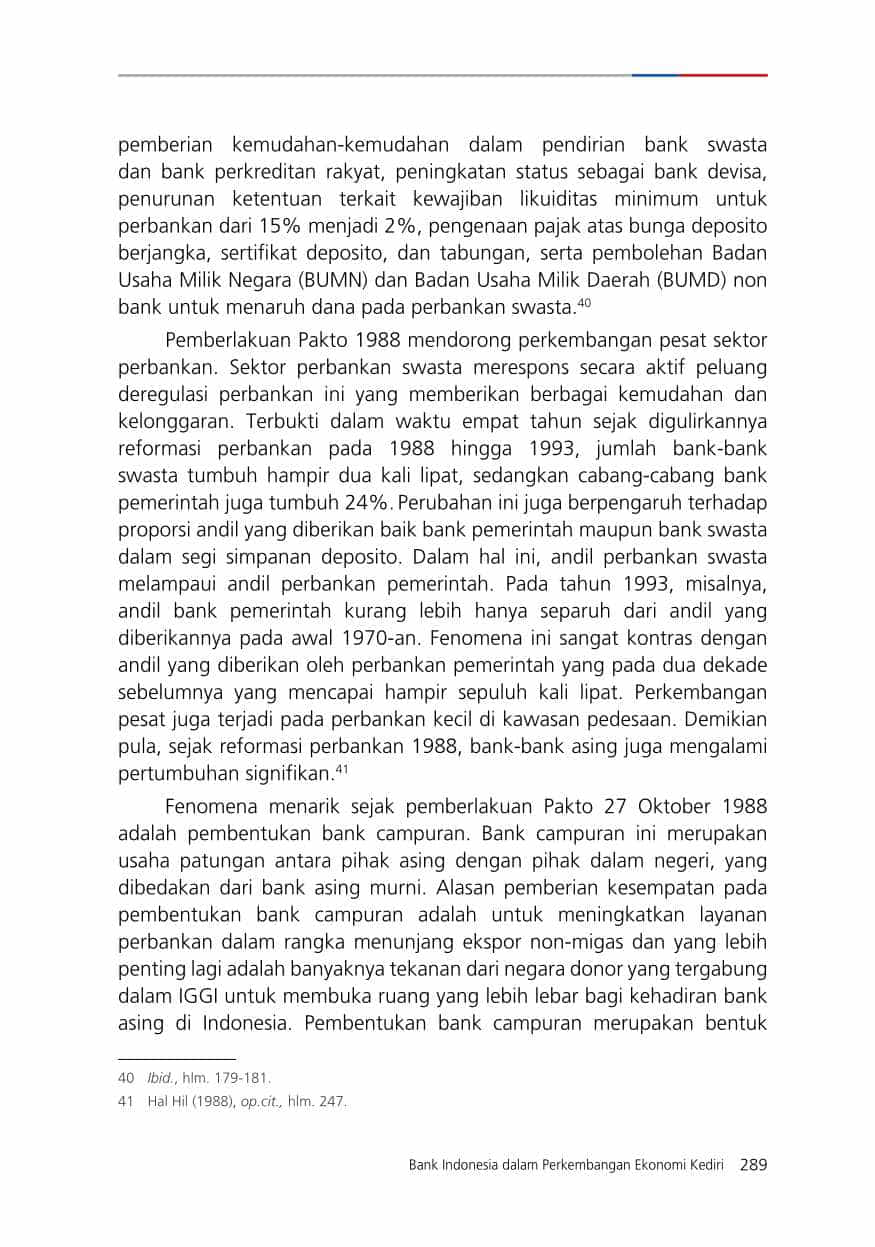 pemberian kemudahan-kemudahan dalam pendirian bank swasta
dan bank perkreditan rakyat, peningkatan status sebagai bank devisa,
penurunan ketentuan terkait kewajiban likuiditas minimum untuk
perbankan dari 15% menjadi 2%, pengenaan pajak atas bunga deposito
berjangka, sertifikat deposito, dan tabungan, serta pembolehan Badan
Usaha Milik Negara (BUMN) dan Badan Usaha Milik Daerah (BUMD) non
bank untuk menaruh dana pada perbankan swasta.40
Pemberlakuan Pakto 1988 mendorong perkembangan pesat sektor
perbankan. Sektor perbankan swasta merespons secara aktif peluang
deregulasi perbankan ini yang memberikan berbagai kemudahan dan
kelonggaran. Terbukti dalam waktu empat tahun sejak digulirkannya
reformasi perbankan pada 1988 hingga 1993, jumlah bank-bank
swasta tumbuh hampir dua kali lipat, sedangkan cabang-cabang bank
pemerintah juga tumbuh 24%. Perubahan ini juga berpengaruh terhadap
proporsi andil yang diberikan baik bank pemerintah maupun bank swasta
dalam segi simpanan deposito. Dalam hal ini, andil perbankan swasta
melampaui andil perbankan pemerintah. Pada tahun 1993, misalnya,
andil bank pemerintah kurang lebih hanya separuh dari andil yang
diberikannya pada awal 1970-an. Fenomena ini sangat kontras dengan
andil yang diberikan oleh perbankan pemerintah yang pada dua dekade
sebelumnya yang mencapai hampir sepuluh kali lipat. Perkembangan
pesat juga terjadi pada perbankan kecil di kawasan pedesaan. Demikian
pula, sejak reformasi perbankan 1988, bank-bank asing juga mengalami
pertumbuhan signifikan.41
Fenomena menarik sejak pemberlakuan Pakto 27 Oktober 1988
adalah pembentukan bank campuran. Bank campuran ini merupakan
usaha patungan antara pihak asing dengan pihak dalam negeri, yang
dibedakan dari bank asing murni. Alasan pemberian kesempatan pada
pembentukan bank campuran adalah untuk meningkatkan layanan
perbankan dalam rangka menunjang ekspor non-migas dan yang lebih
penting lagi adalah banyaknya tekanan dari negara donor yang tergabung
dalam IGGI untuk membuka ruang yang lebih lebar bagi kehadiran bank
asing di Indonesia. Pembentukan bank campuran merupakan bentuk
40 Ibid., hlm. 179-181.
41 Hal Hil (1988), op.cit., hlm. 247.
Bank Indonesia dalam Perkembangan Ekonomi Kediri 289